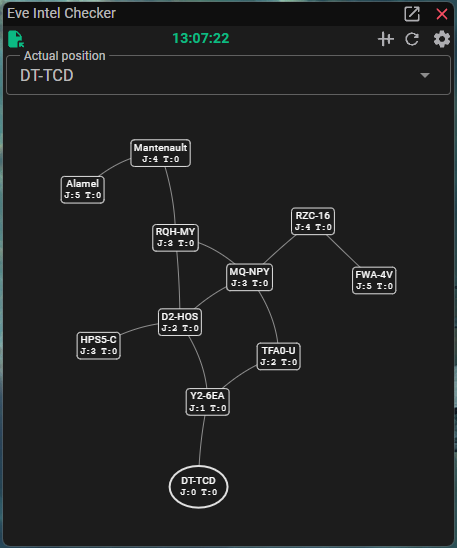 Eve Intel Checker
13:07:22
Actual position
DT-TCD
Mantenault
J:4 T:0
Alamel
J:5 T:0
RZC-16
J:4 T:0
RQH-MY
J:3 T:0
MQ-NPY
J:3 T:0
FWA-4V
J:5 T:0
D2-HOS
J:2 T:0
HPS5-C
J:3 T:0
TFA0-U
J:2 T:0
Y2-6EA
J:1 T:0
DT-TCD
J:0 T:0